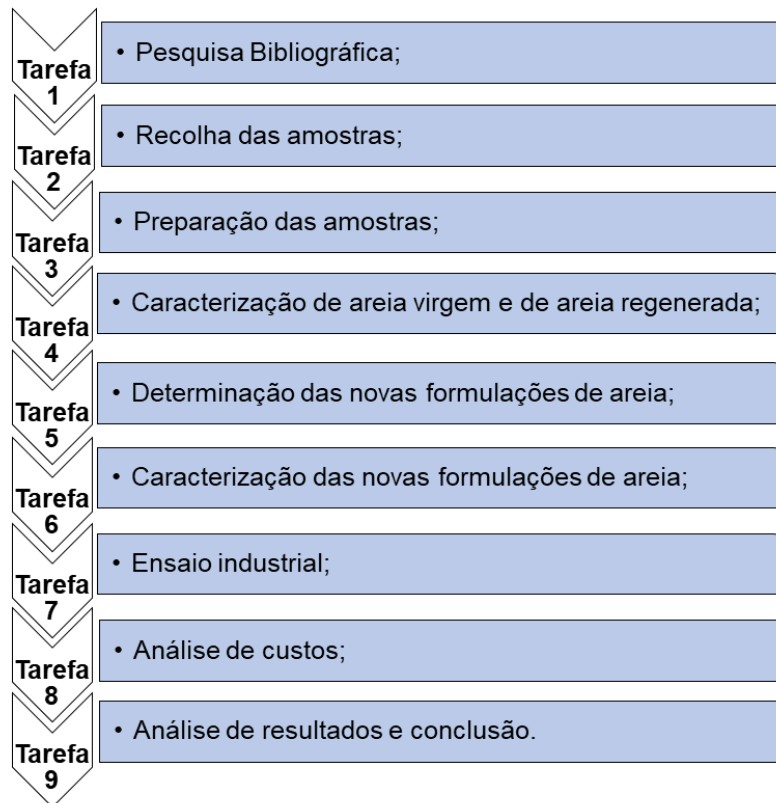 Tarefa
1
• Pesquisa Bibliográfica;
Tarefa
2
• Recolha das amostras;
Tarefa
3
• Preparação das amostras;
Tarefa
4
• Caracterização de areia virgem e de areia regenerada;
Tarefa
5
• Determinação das novas formulações de areia;
Tarefa
6
• Caracterização das novas formulações de areia;
Tarefa
7
• Ensaio industrial;
Tarefa
8
• Análise de custos;
Tarefa
9
• Análise de resultados e conclusão.